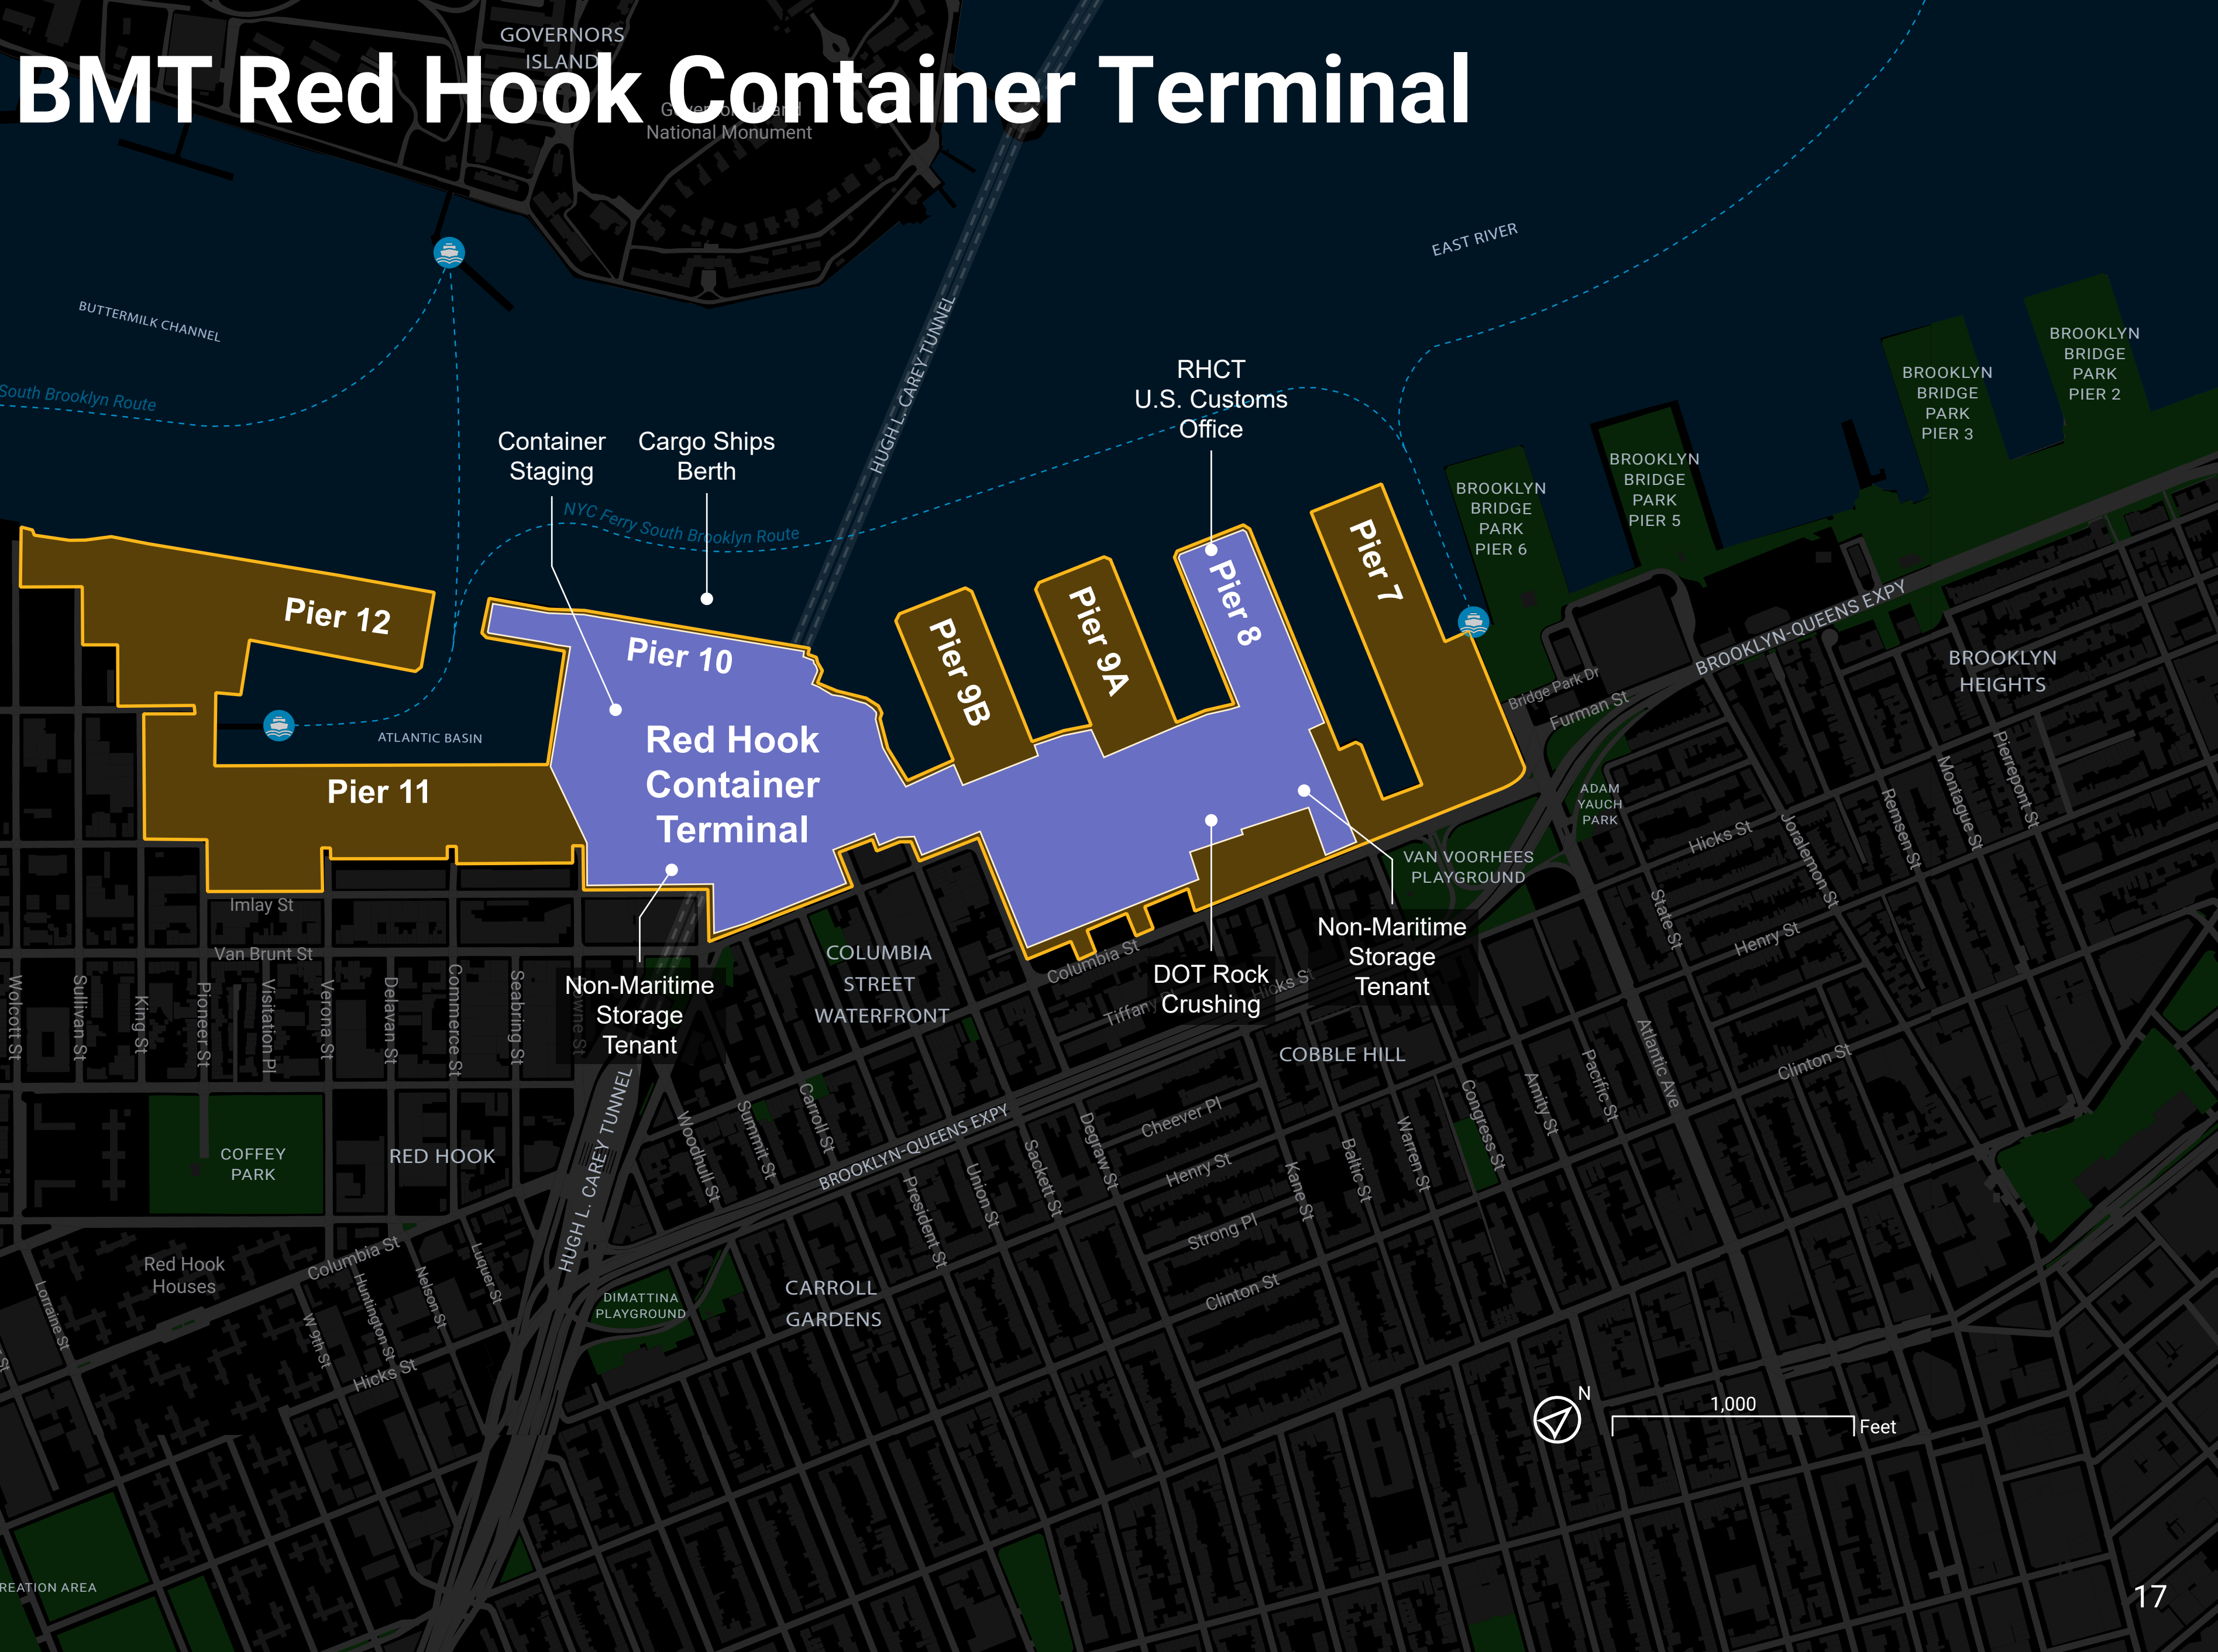 BMT Red Hook Container Terminal
GOVERNORS
ISLAND
Governors Island
National Monument
EAST RIVER
BUTTERMILK CHANNEL
South Brooklyn Route
HUGH L. CAREY TUNNEL
RHCT
U.S. Customs
Office
Container
Staging
Cargo Ships
Berth
NYC Ferry South Brooklyn Route
BROOKLYN
BRIDGE
PARK
PIER 2
BROOKLYN
BRIDGE
PARK
PIER 3
BROOKLYN
BRIDGE
PARK
PIER 5
BROOKLYN
BRIDGE
PARK
PIER 6
Pier 12
Pier 10
Pier 9B
Pier 9A
Pier 8
Pier 7
ATLANTIC BASIN
Pier 11
Red Hook
Container
Terminal
BROOKLYN-QUEENS EXPY
BROOKLYN
HEIGHTS
Bridge Park Dr
Furman St
ADAM
YAUCH
PARK
Pierrepont St
Montague St
Remsen St
Joralemon St
Hicks St
VAN VOORHEES
PLAYGROUND
State St
Henry St
Imlay St
Van Brunt St
Non-Maritime
Storage
Tenant
COLUMBIA
STREET
WATERFRONT
Columbia St
Tiffany Pl
Hicks St
DOT Rock
Crushing
Non-Maritime
Storage
Tenant
Wolcott St
Sullivan St
King St
Pioneer St
Visitation Pl
Verona St
Delavan St
Commerce St
Seabring St
COBBLE HILL
Atlantic Ave
Clinton St
Pacific St
Amity St
Congress St
Warren St
Baltic St
Kane St
Cheever Pl
Henry St
Strong Pl
Clinton St
Degraw St
Sackett St
Union St
President St
BROOKLYN-QUEENS EXPY
Carroll St
Summit St
Woodhull St
HUGH L. CAREY TUNNEL
COFFEY
PARK
RED HOOK
Red Hook
Houses
Columbia St
Lorraine St
W 9th St
Huntington St
Nelson St
Luquer St
Hicks St
DIMATTINA
PLAYGROUND
CARROLL
GARDENS
N
1,000
Feet
REATION AREA
17